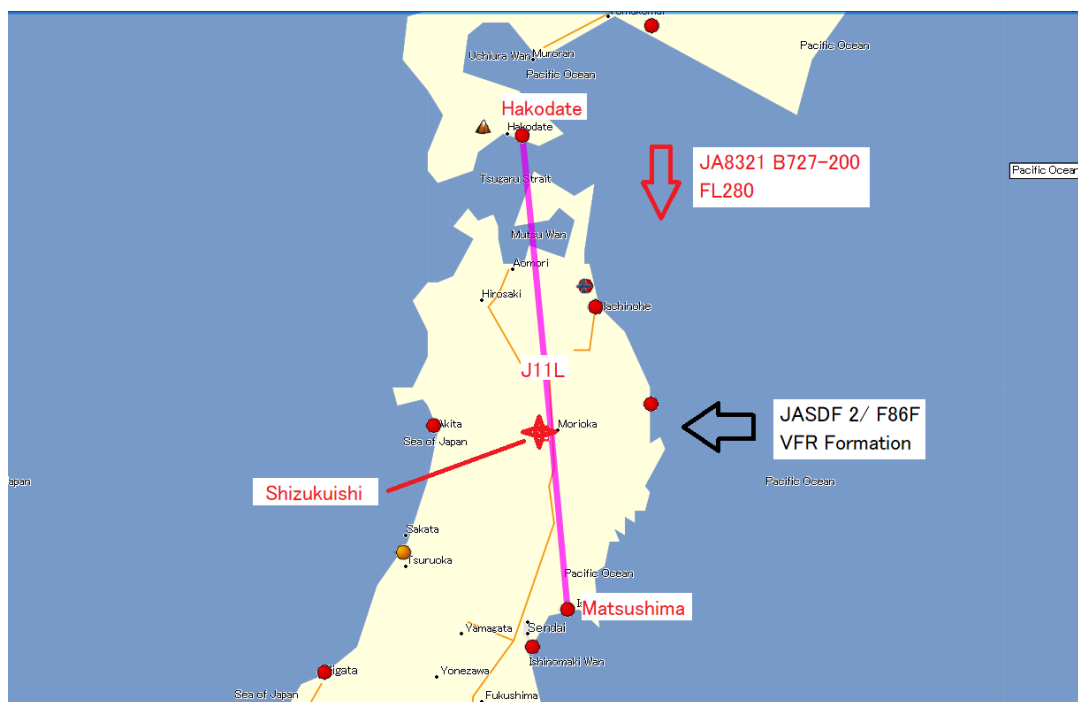 Tomakomai
Pacific Ocean
Uchiura Wan
Muroran
Pacific Ocean
Hakodate
Hakodate
JA8321 B727-200
FL280
Pacific Ocean
Tsugaru Strait
Mutsu Wan
Aomori
Hirosaki
Hachinohe
J11L
JASDF 2/ F86F
VFR Formation
Akita
Morioka
Sea of Japan
Japan
Pacific Ocean
Shizukuishi
Sakata
Tsuruoka
Pacific Ocean
Matsushima
Yamagata
Sendai
Ishinomaki Wan
Niigata
Yonezawa
Sea of Japan
Fukushima